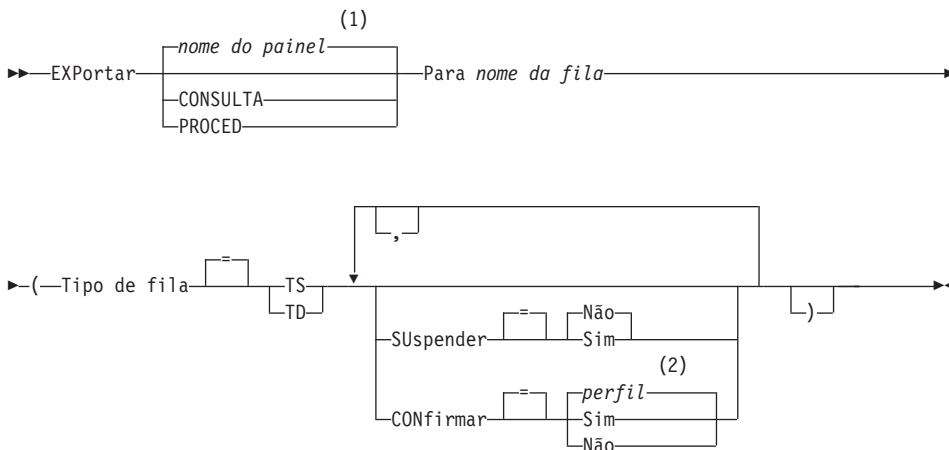 (1)
nome do painel
EXPortar
Para nome da fila
CONSULTA
PROCED
,
( Tipo de fila = TS
TD
SUspender = Não
Sim
)
(2)
CONfirmar = perfil
Sim
Não